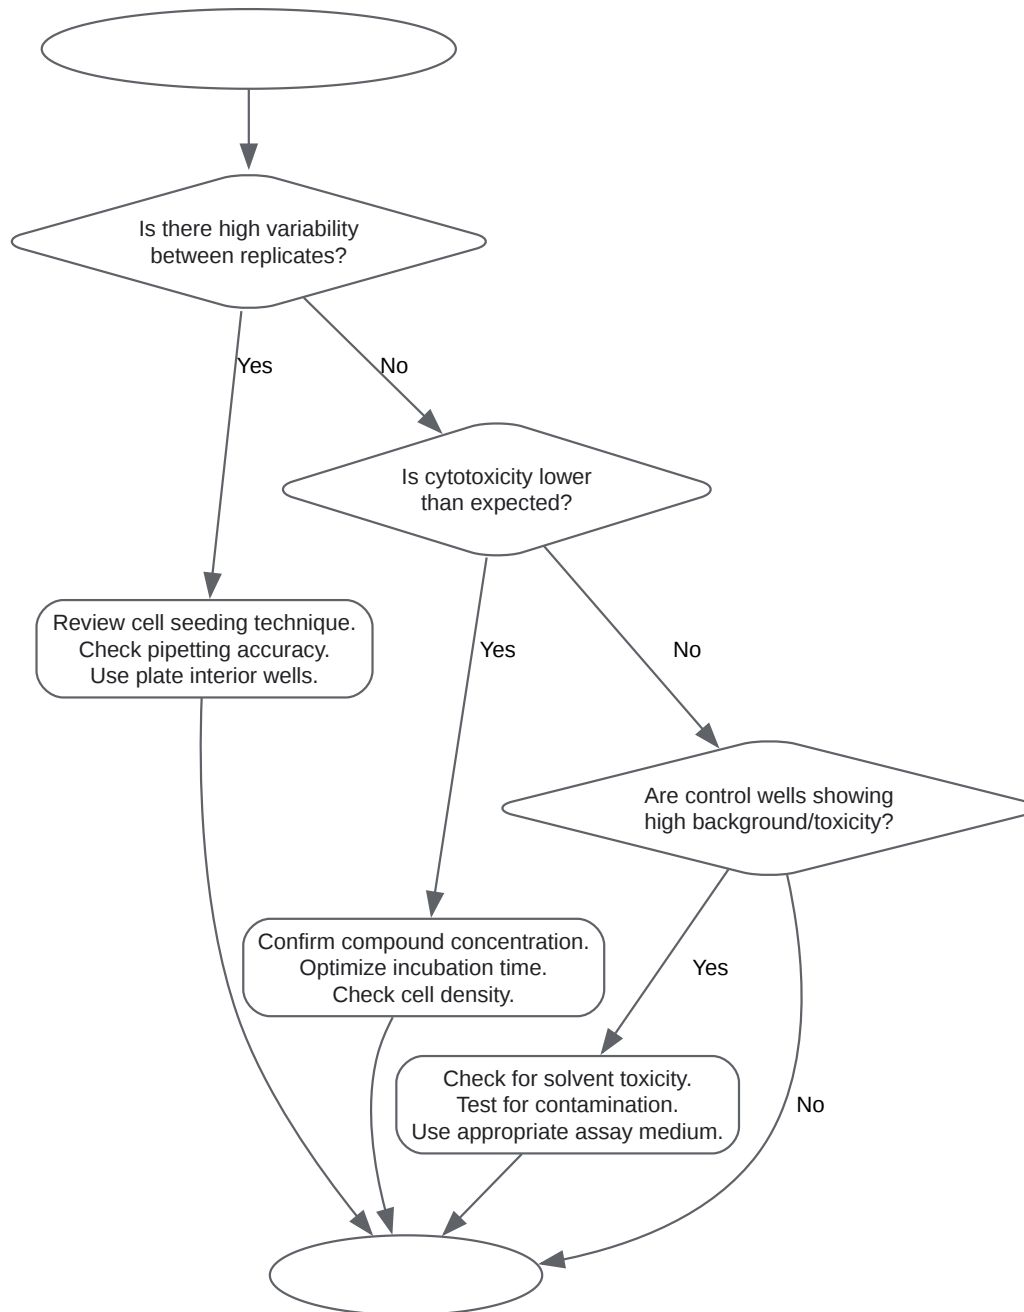 Is there high variability
between replicates?
Yes
No
Is cytotoxicity lower
than expected?
Review cell seeding technique.
Check pipetting accuracy.
Use plate interior wells.
Yes
No
Are control wells showing
high background/toxicity?
Confirm compound concentration.
Optimize incubation time.
Check cell density.
Yes
Check for solvent toxicity.
Test for contamination.
Use appropriate assay medium.
No